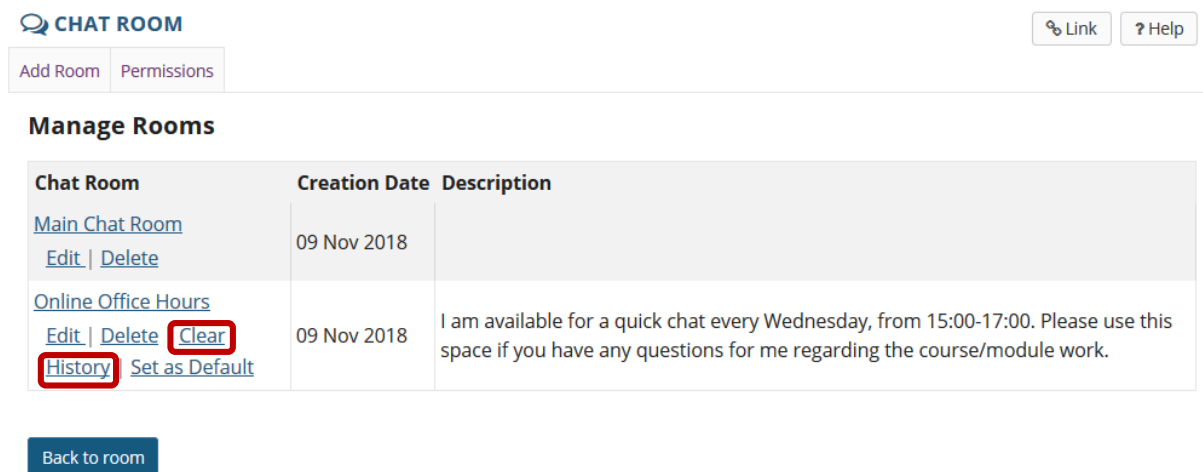 CHAT ROOM
Link
? Help
Add Room
Permissions
Manage Rooms
Chat Room Creation Date Description
Main Chat Room
Edit | Delete
09 Nov 2018
Online Office Hours
Edit | Delete Clear
History | Set as Default
09 Nov 2018
I am available for a quick chat every Wednesday, from 15:00-17:00. Please use this
space if you have any questions for me regarding the course/module work.
Back to room